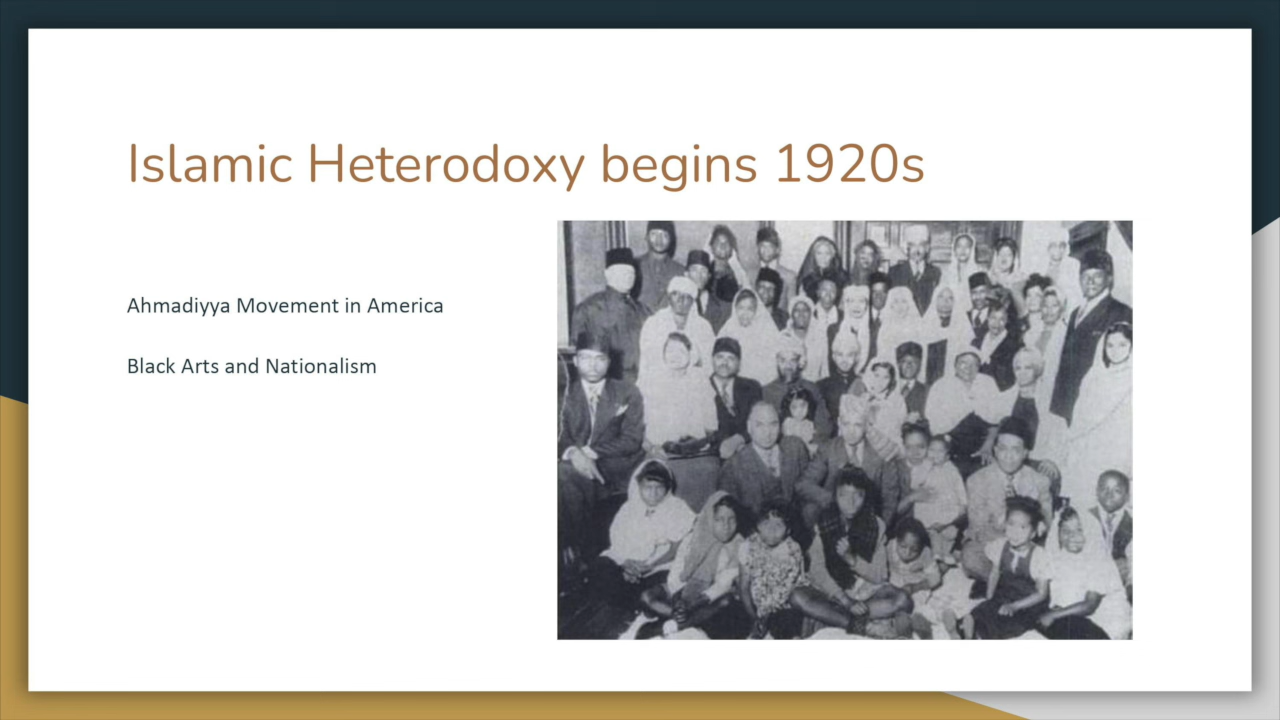 Islamic Heterodoxy begins 1920s
Ahmadiyya Movement in America
Black Arts and Nationalism